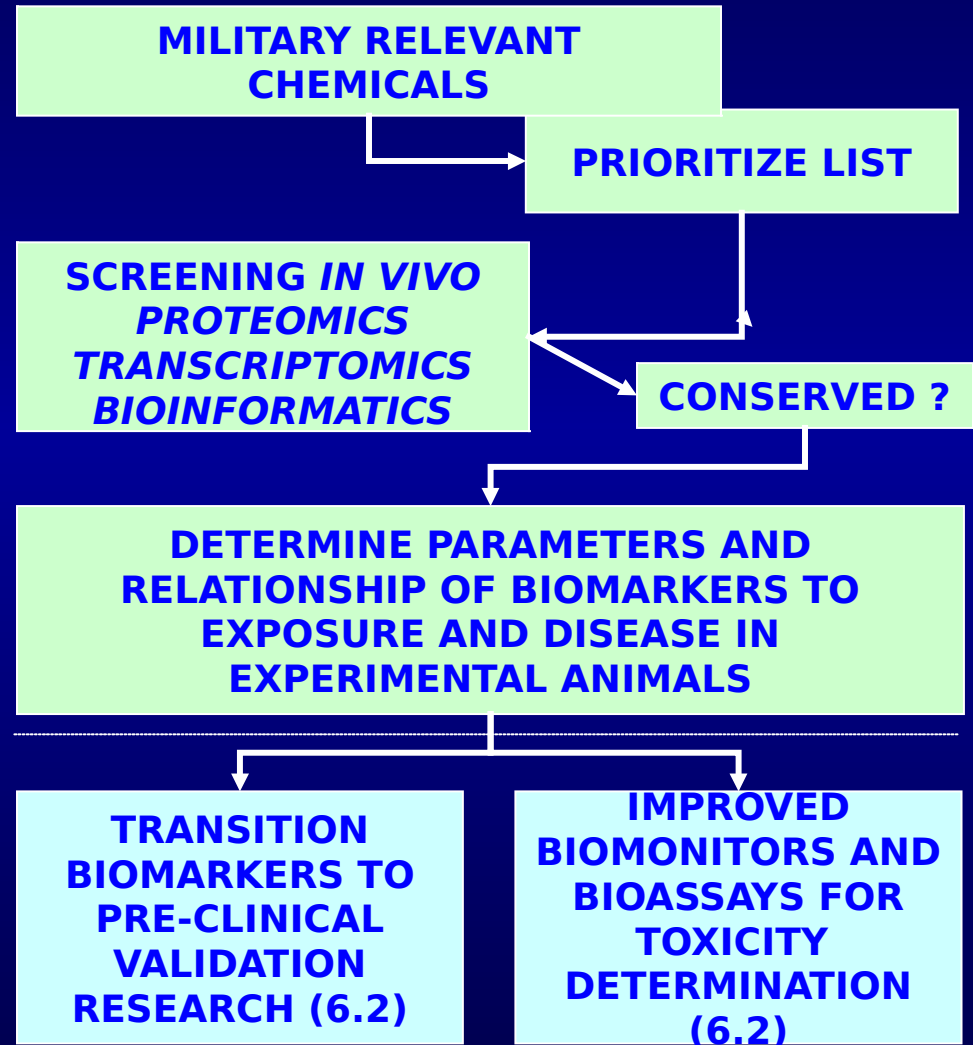 MILITARY RELEVANT
CHEMICALS
PRIORITIZE LIST
SCREENING IN VIVO
PROTEOMICS
TRANSCRIPTOMICS
BIOINFORMATICS
CONSERVED ?
DETERMINE PARAMETERS AND
RELATIONSHIP OF BIOMARKERS TO
EXPOSURE AND DISEASE IN
EXPERIMENTAL ANIMALS
TRANSITION
BIOMARKERS TO
PRE-CLINICAL
VALIDATION
RESEARCH (6.2)
IMPROVED
BIOMONITORS AND
BIOASSAYS FOR
TOXICITY
DETERMINATION
(6.2)